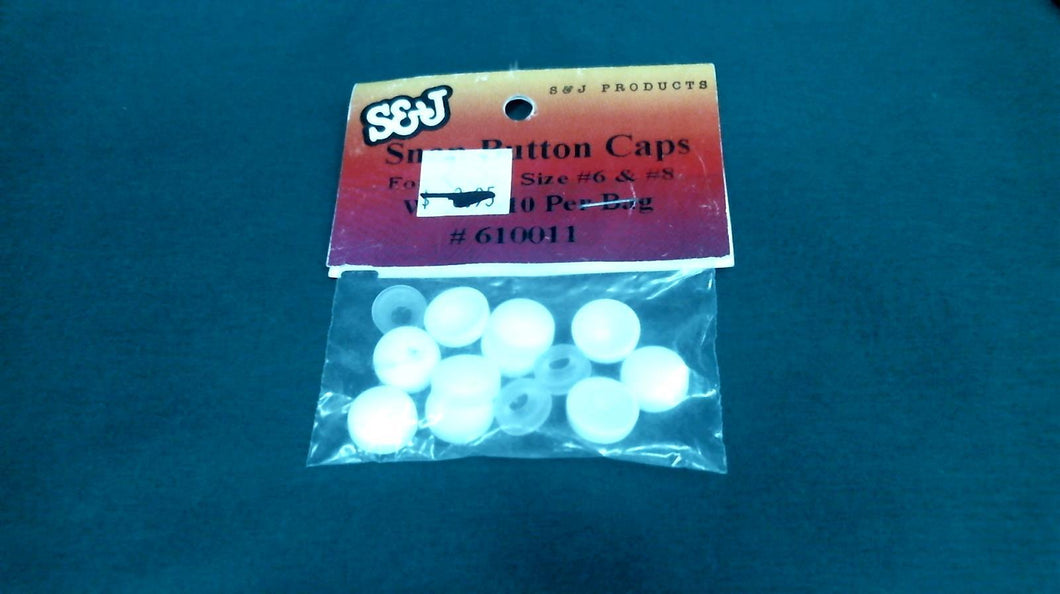 S&J PRODUCTS
S&J
Button Caps
Size #6 & #8
10 Per Bag
# 610011